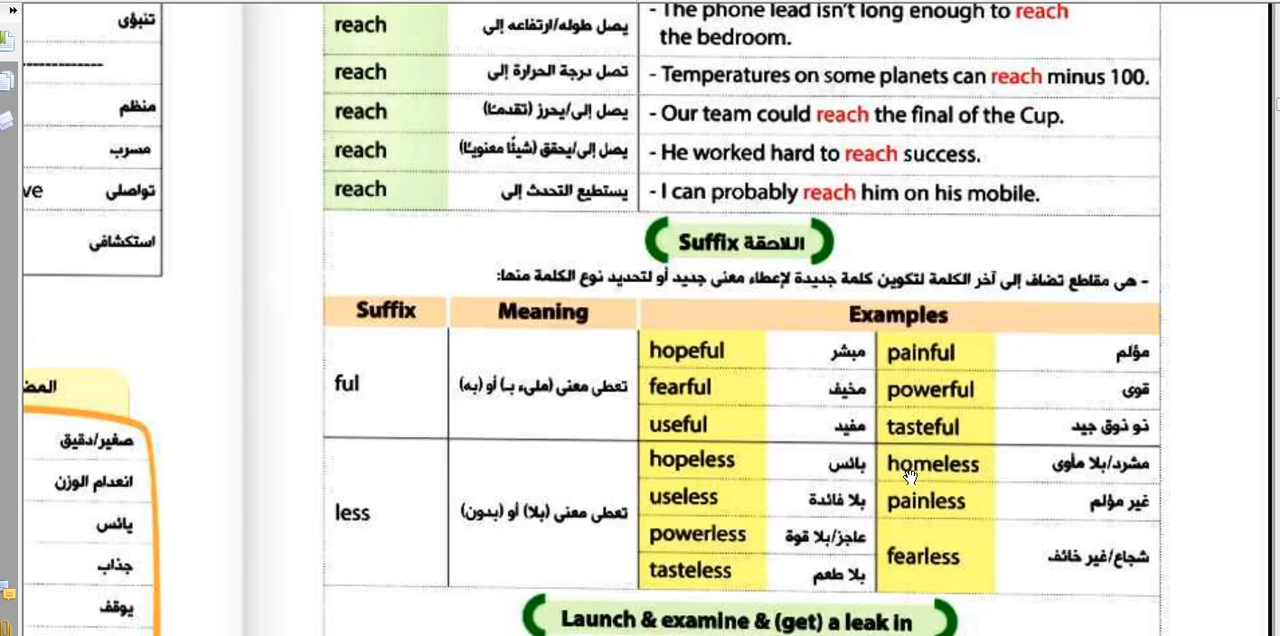 تنبؤى
منظم
مسرب
ve تواصلى
استكشافى
المض
صغير/دقيق
انعدام الوزن
يائس
جذاب
يوقف
reach يصل طوله/ارتفاعه إلى - The phone lead isn't long enough to reach
the bedroom.
reach تصل درجة الحرارة إلى - Temperatures on some planets can reach minus 100.
reach يصل إلى/يحرز (تقدمًا) - Our team could reach the final of the Cup.
reach يصل إلى/يحقق (شيئًا معنويًا) - He worked hard to reach success.
reach يستطيع التحدث إلى - I can probably reach him on his mobile.
Suffix اللاحقة
- هى مقاطع تضاف إلى آخر الكلمة لتكوين كلمة جديدة لإعطاء معنى جديد أو لتحديد نوع الكلمة منها:
Suffix Meaning Examples
ful تعطى معنى (ملىء بـ) أو (به)
hopeful مبشر painful مؤلم
fearful مخيف powerful قوى
useful مفيد tasteful ذو ذوق جيد
less تعطى معنى (بلا) أو (بدون)
hopeless بائس homeless مشرد/بلا مأوى
useless بلا فائدة painless غير مؤلم
powerless عاجز/بلا قوة fearless شجاع/غير خائف
tasteless بلا طعم
Launch & examine & (get) a leak in